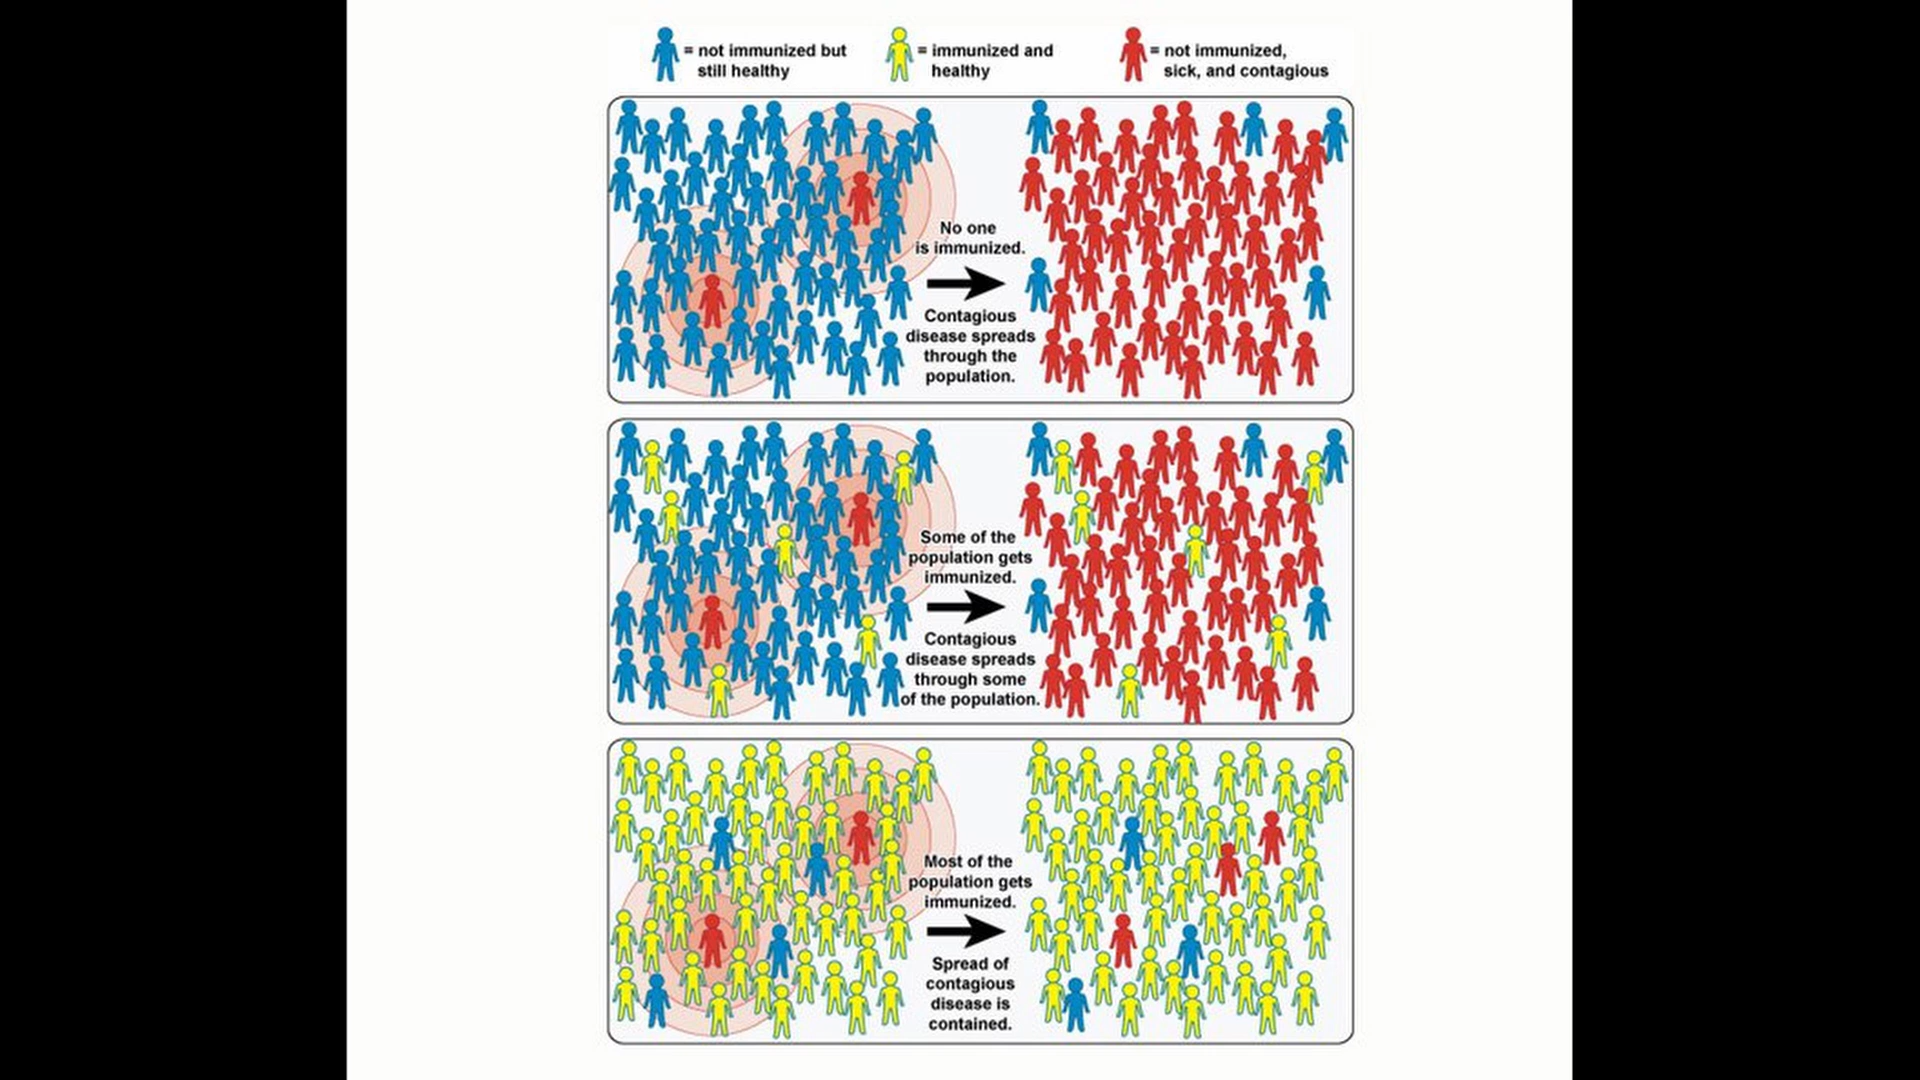 = not immunized but
still healthy
= immunized and
healthy
= not immunized,
sick, and contagious
No one
is immunized.
Contagious
disease spreads
through the
population.
Some of the
population gets
immunized.
Contagious
disease spreads
through some
of the population.
Most of the
population gets
immunized.
Spread of
contagious
disease is
contained.